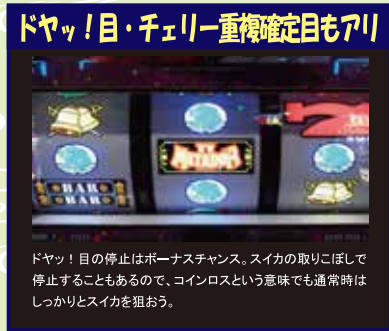 ドヤッ！目・チェリー重複確定目もアリ
BAR
BAR
ドヤッ！目の停止はボーナスチャンス。スイカの取りこぼしで
停止することもあるので、コインロスという意味でも通常時は
しっかりとスイカを狙おう。